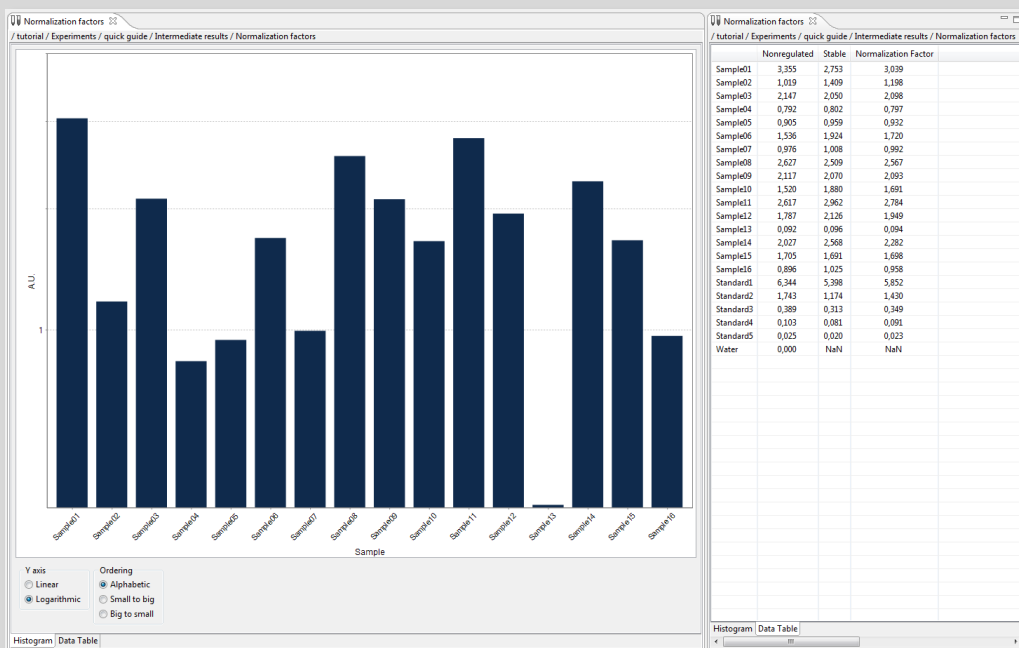 Normalization factors
/ tutorial / Experiments / quick guide / Intermediate results / Normalization factors
A.U.
1
Sample01 Sample02 Sample03 Sample04 Sample05 Sample06 Sample07 Sample08 Sample09 Sample10 Sample11 Sample12 Sample13 Sample14 Sample15 Sample16
Sample
Y axis Ordering
Linear Alphabetic
Logarithmic Small to big
Big to small
Histogram Data Table
Normalization factors
/ tutorial / Experiments / quick guide / Intermediate results / Normalization factors
Nonregulated Stable Normalization Factor
Sample01 3,355 2,753 3,039
Sample02 1,019 1,409 1,198
Sample03 2,147 2,050 2,098
Sample04 0,792 0,802 0,797
Sample05 0,905 0,959 0,932
Sample06 1,536 1,924 1,720
Sample07 0,976 1,008 0,992
Sample08 2,627 2,509 2,567
Sample09 2,117 2,070 2,093
Sample10 1,520 1,880 1,691
Sample11 2,617 2,962 2,784
Sample12 1,787 2,126 1,949
Sample13 0,092 0,096 0,094
Sample14 2,027 2,568 2,282
Sample15 1,705 1,691 1,698
Sample16 0,896 1,025 0,958
Standard1 6,344 5,398 5,852
Standard2 1,743 1,174 1,430
Standard3 0,389 0,313 0,349
Standard4 0,103 0,081 0,091
Standard5 0,025 0,020 0,023
Water 0,000 NaN NaN
Histogram Data Table